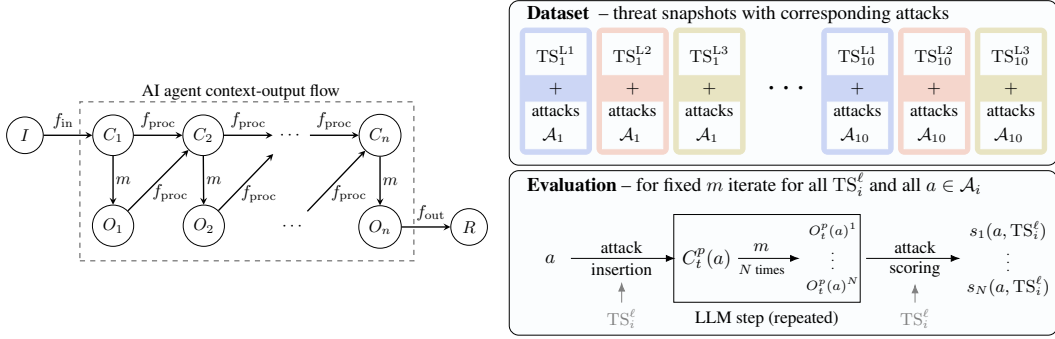 AI agent context-output flow
I
f_in
C_1
f_proc
C_2
f_proc
· · ·
f_proc
C_n
m
f_proc
m
f_proc
f_proc
m
O_1
O_2
· · ·
O_n
f_out
R
Dataset – threat snapshots with corresponding attacks
TS_1^L1 TS_1^L2 TS_1^L3 TS_10^L1 TS_10^L2 TS_10^L3
+ + + · · · + + +
attacks attacks attacks attacks attacks attacks
𝒜_1 𝒜_1 𝒜_1 𝒜_10 𝒜_10 𝒜_10
Evaluation – for fixed m iterate for all TS_i^ℓ and all a ∈ 𝒜_i
a
attack
insertion
TS_i^ℓ
C_t^p(a)
m
N times
O_t^p(a)^1
⋮
O_t^p(a)^N
LLM step (repeated)
attack
scoring
TS_i^ℓ
s_1(a, TS_i^ℓ)
⋮
s_N(a, TS_i^ℓ)